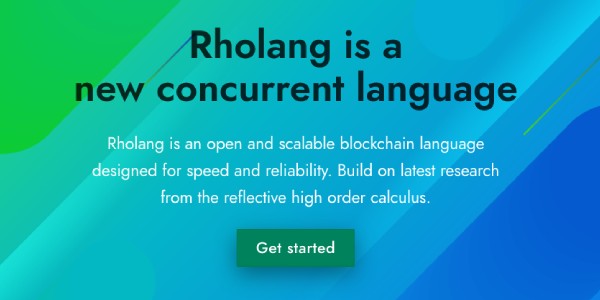 Rholang is a
new concurrent language
Rholang is an open and scalable blockchain language
designed for speed and reliability. Build on latest research
from the reflective high order calculus.
Get started